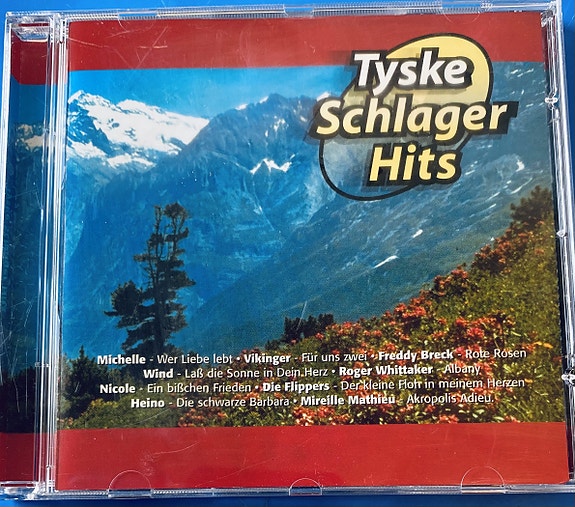 Tyske
Schlager
Hits
Michelle - Wer Liebe lebt • Vikinger - Für uns zwei • Freddy Breck - Rote Rosen
Wind - Laß die Sonne in Dein Herz • Roger Whittaker - Albany
Nicole - Ein bißchen Frieden • Die Flippers - Der kleine Floh in meinem Herzen
Heino - Die schwarze Barbara • Mireille Mathieu - Akropolis Adieu.